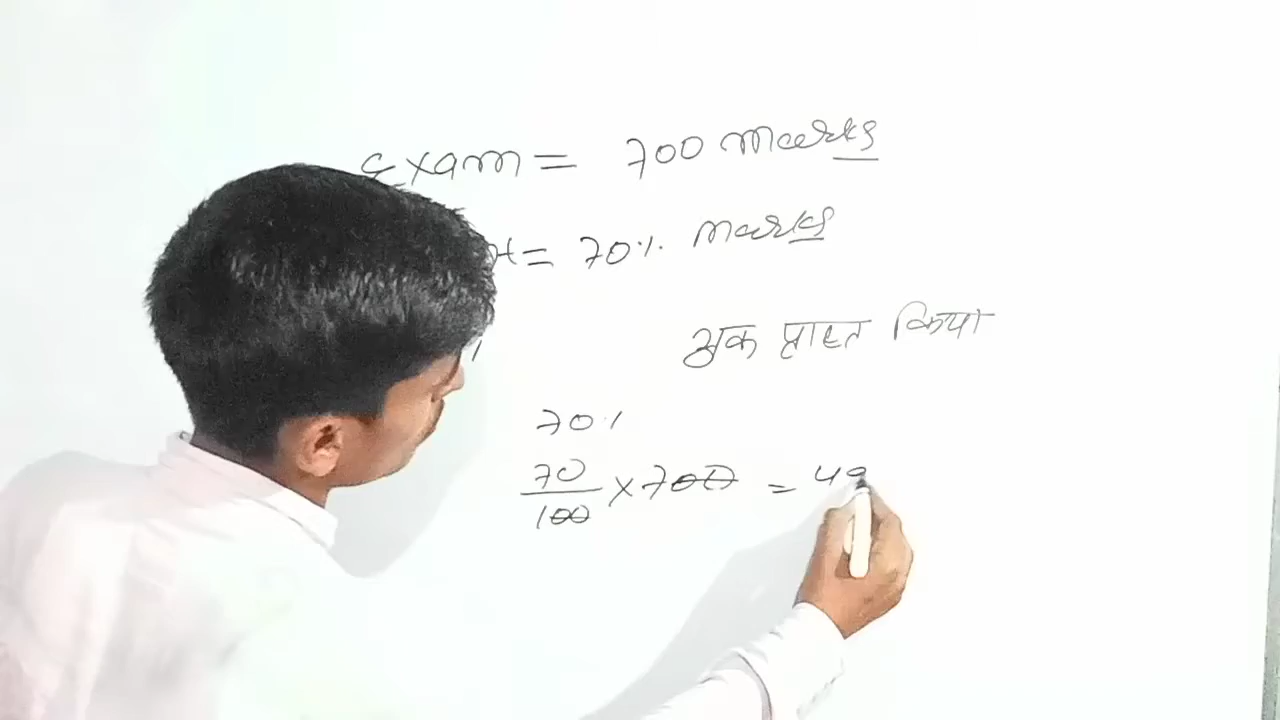 Exam = 700 marks
= 70% marks
अंक प्राप्त किया
70%
70/100 × 700 = 49